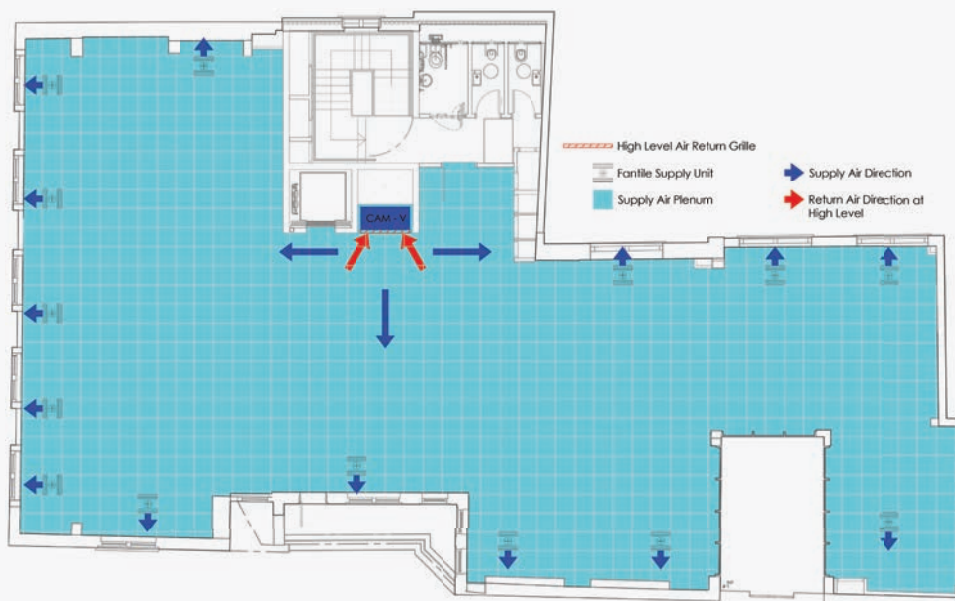 High Level Air Return Grille
Fantile Supply Unit
Supply Air Direction
Supply Air Plenum
Return Air Direction at
High Level
CAM - V